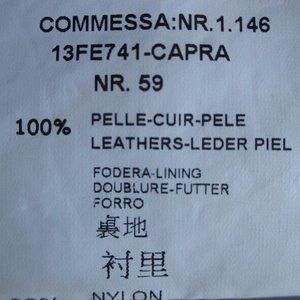 COMMESSA:NR.1.146
13FE741-CAPRA
NR. 59
100% PELLE-CUIR-PELE
LEATHERS-LEDER PIEL
FODERA-LINING
DOUBLURE-FUTTER
FORRO
裏地
衬里
NYLON